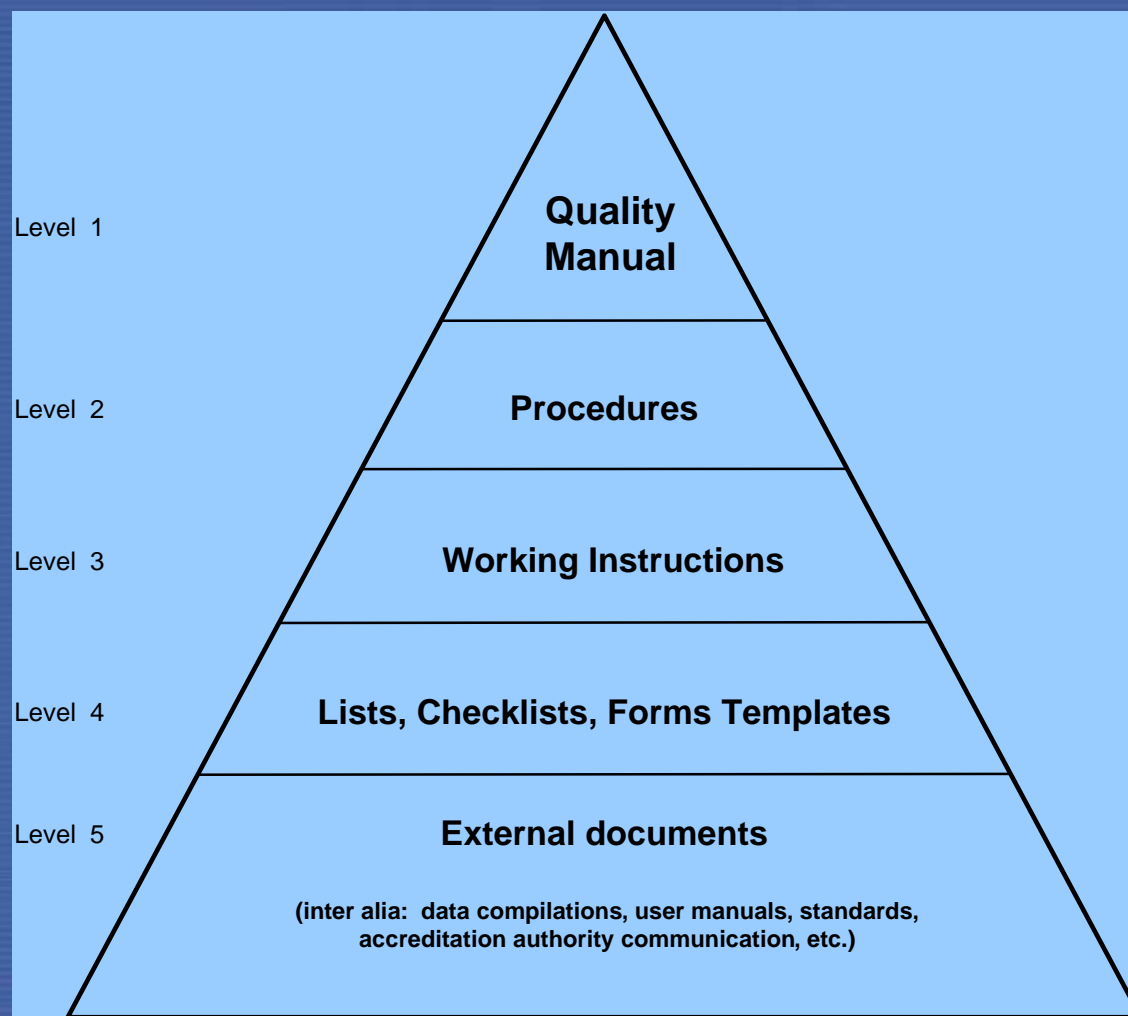 Level 1
Quality
Manual
Level 2
Procedures
Level 3
Working Instructions
Level 4
Lists, Checklists, Forms Templates
Level 5
External documents
(inter alia: data compilations, user manuals, standards,
accreditation authority communication, etc.)